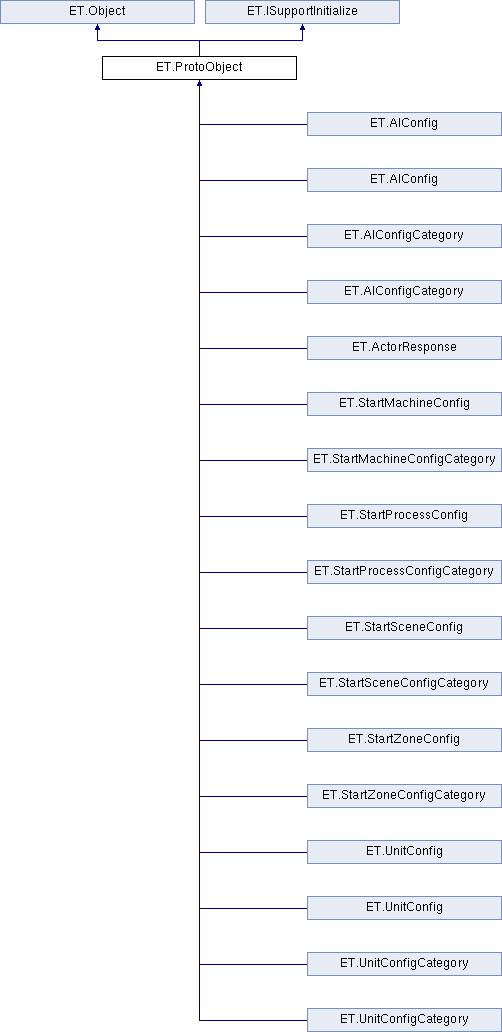 ET.Object
ET.ISupportInitialize
ET.ProtoObject
ET.AIConfig
ET.AIConfig
ET.AIConfigCategory
ET.AIConfigCategory
ET.ActorResponse
ET.StartMachineConfig
ET.StartMachineConfigCategory
ET.StartProcessConfig
ET.StartProcessConfigCategory
ET.StartSceneConfig
ET.StartSceneConfigCategory
ET.StartZoneConfig
ET.StartZoneConfigCategory
ET.UnitConfig
ET.UnitConfig
ET.UnitConfigCategory
ET.UnitConfigCategory